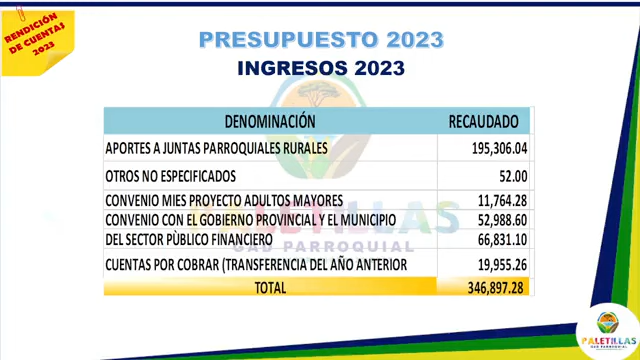 RENDICIÓN
DE CUENTAS
2023
PRESUPUESTO 2023
INGRESOS 2023
DENOMINACIÓN RECAUDADO
APORTES A JUNTAS PARROQUIALES RURALES 195,306.04
OTROS NO ESPECIFICADOS 52.00
CONVENIO MIES PROYECTO ADULTOS MAYORES 11,764.28
CONVENIO CON EL GOBIERNO PROVINCIAL Y EL MUNICIPIO 52,988.60
DEL SECTOR PÙBLICO FINANCIERO 66,831.10
CUENTAS POR COBRAR (TRANSFERENCIA DEL AÑO ANTERIOR 19,955.26
TOTAL 346,897.28
PALETILLAS
GAD PARROQUIAL
PALETILLAS
GAD PARROQUIAL